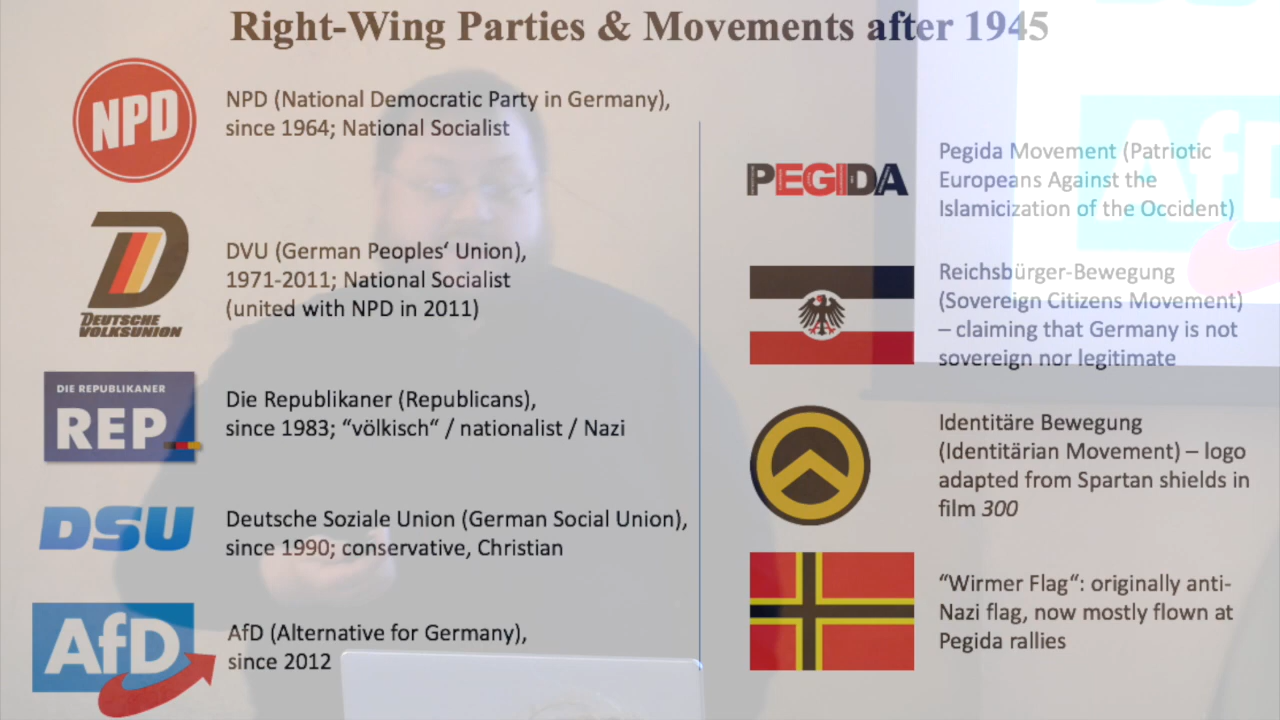 Right-Wing Parties & Movements after 1945
NPD
NPD (National Democratic Party in Germany),
since 1964; National Socialist
DEUTSCHE
VOLKSUNION
DVU (German Peoples‘ Union),
1971-2011; National Socialist
(united with NPD in 2011)
DIE REPUBLIKANER
REP
Die Republikaner (Republicans),
since 1983; “völkisch“ / nationalist / Nazi
DSU
Deutsche Soziale Union (German Social Union),
since 1990; conservative, Christian
AfD
AfD (Alternative for Germany),
since 2012
PEGIDA
Pegida Movement (Patriotic
Europeans Against the
Islamicization of the Occident)
Reichsbürger-Bewegung
(Sovereign Citizens Movement)
– claiming that Germany is not
sovereign nor legitimate
Identitäre Bewegung
(Identitärian Movement) – logo
adapted from Spartan shields in
film 300
“Wirmer Flag“: originally anti-
Nazi flag, now mostly flown at
Pegida rallies
AfD